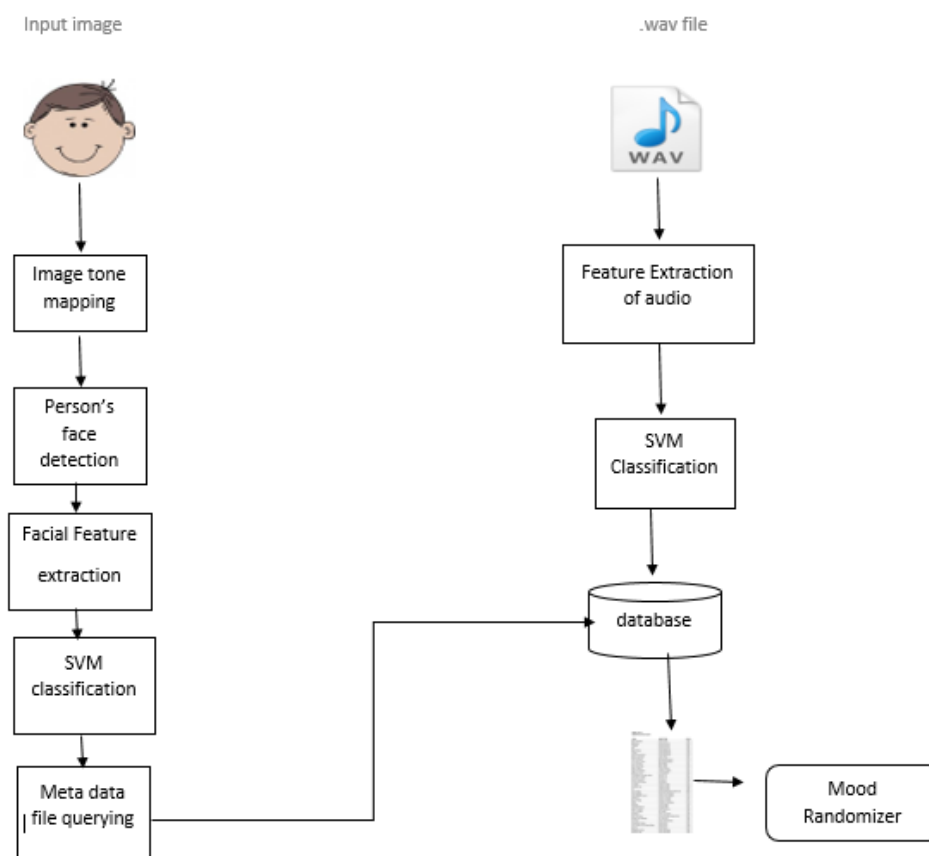 Input image
.wav file
WAV
Image tone
mapping
Feature Extraction
of audio
Person's
face
detection
SVM
Classification
Facial Feature
extraction
database
SVM
classification
Meta data
file querying
Mood
Randomizer